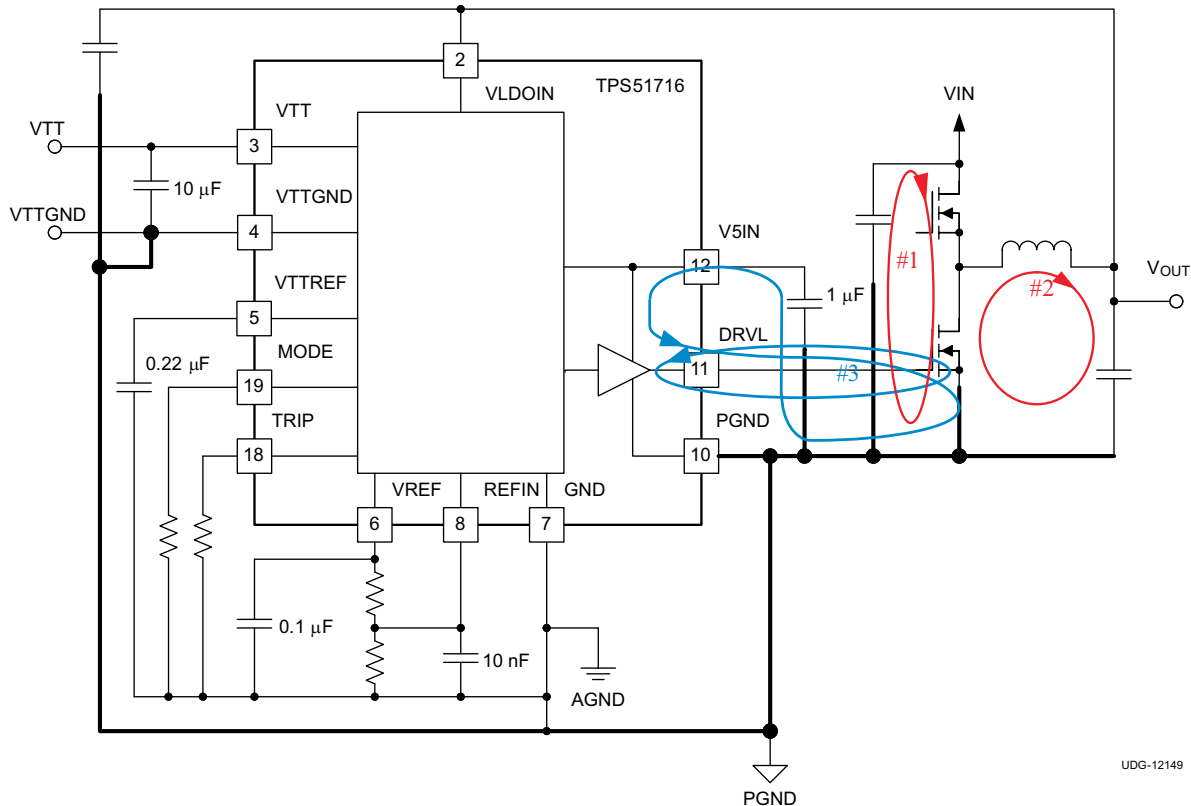 2
TPS51716
VLDOIN
VIN
VTT
VTT
3
10 µF
VTTGND
VTTGND
4
V5IN
12
#1
VTTREF
1 µF
#2
VOUT
5
MODE
DRVL
0.22 µF
11
#3
19
TRIP
PGND
18
10
VREF
REFIN
GND
6
8
7
0.1 µF
10 nF
AGND
UDG-12149
PGND